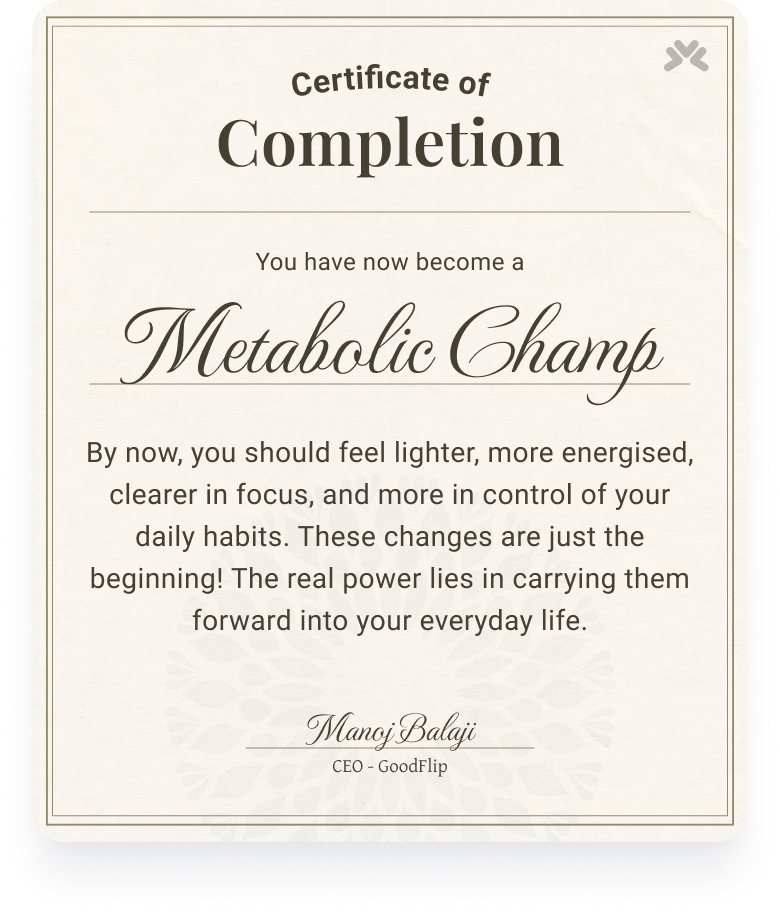 Certificate of
Completion
You have now become a
Metabolic Champ
By now, you should feel lighter, more energised,
clearer in focus, and more in control of your
daily habits. These changes are just the
beginning! The real power lies in carrying them
forward into your everyday life.
Manoj Balaji
CEO - GoodFlip